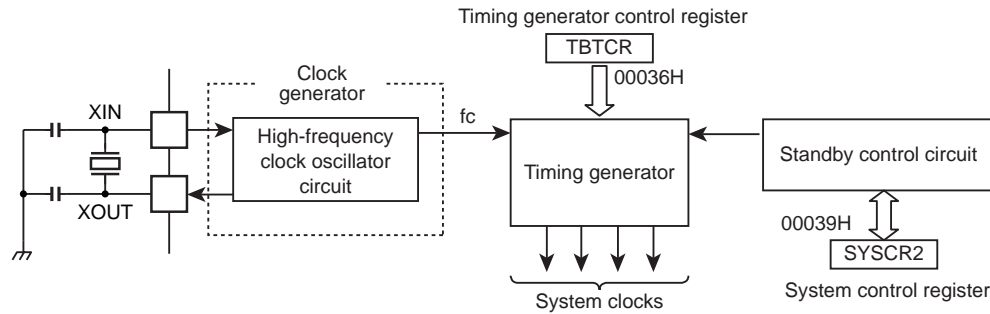 Timing generator control register
TBTCR
00036H
Clock
generator
XIN
High-frequency
clock oscillator
circuit
fc
Timing generator
Standby control circuit
XOUT
00039H
SYSCR2
System clocks
System control register